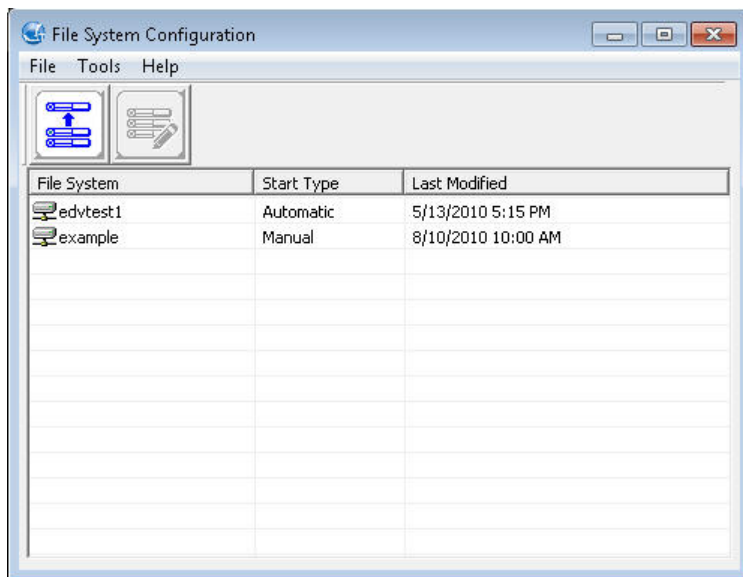 File System Configuration
File Tools Help
File System Start Type Last Modified
edvtest1 Automatic 5/13/2010 5:15 PM
example Manual 8/10/2010 10:00 AM